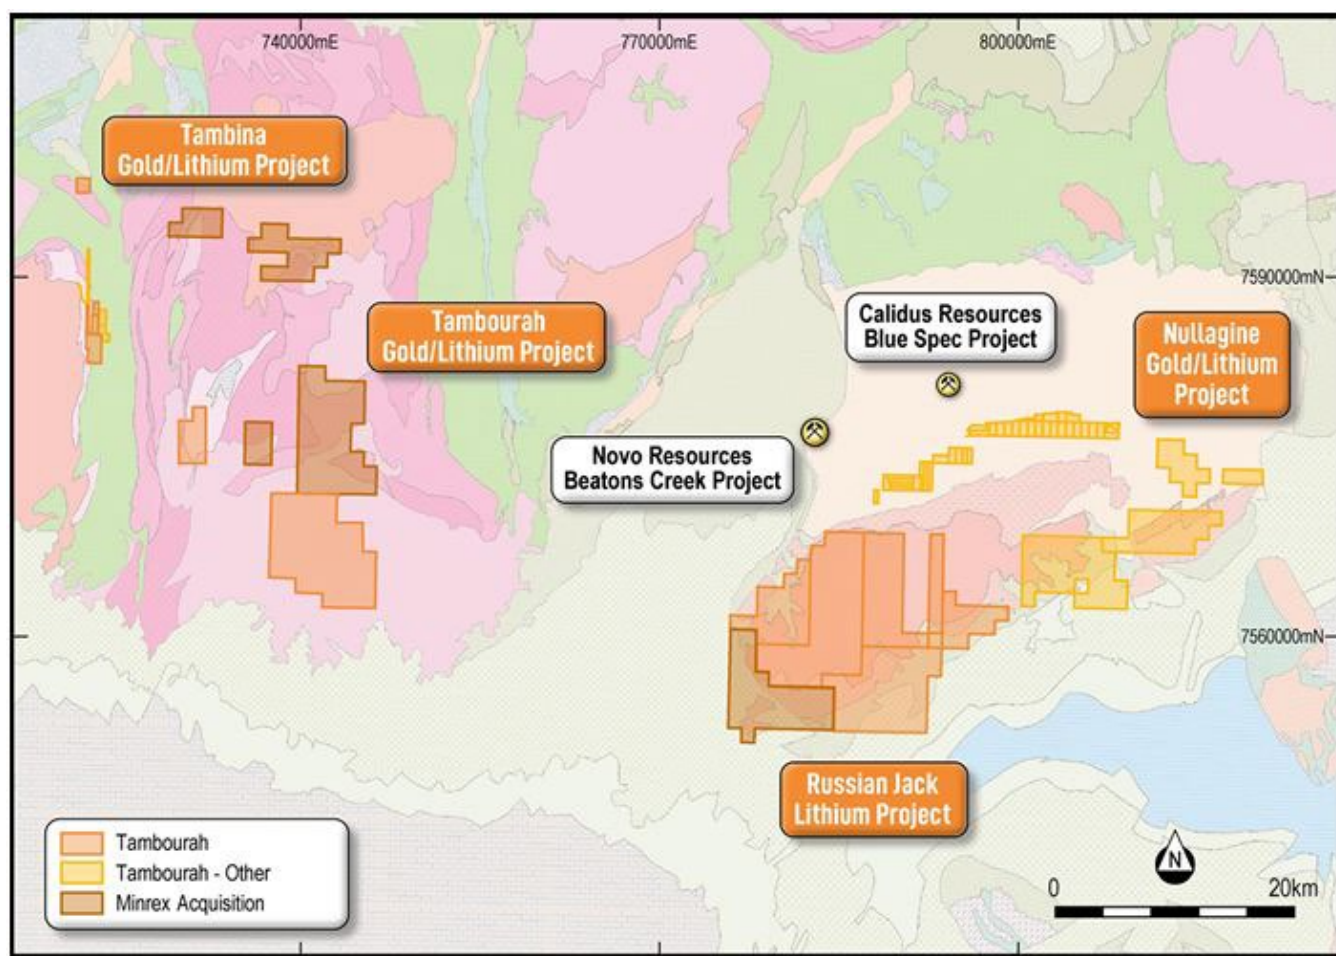 740000mE
770000mE
800000mE
Tambina
Gold/Lithium Project
7590000mN
Tambourah
Gold/Lithium Project
Calidus Resources
Blue Spec Project
Nullagine
Gold/Lithium
Project
Novo Resources
Beatons Creek Project
7560000mN
Russian Jack
Lithium Project
Tambourah
Tambourah - Other
Minrex Acquisition
N
0
20km